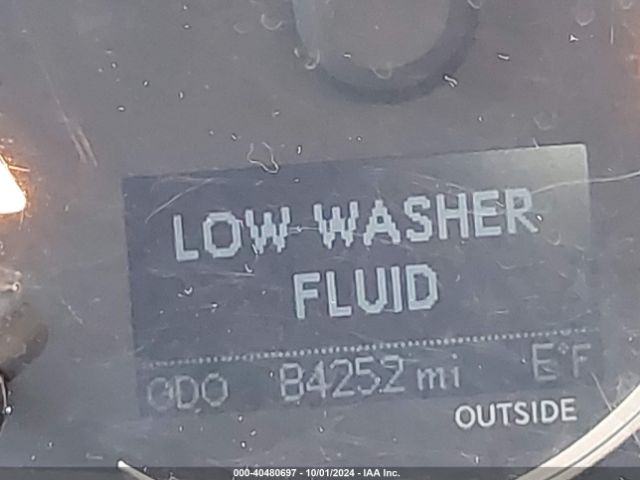 LOW WASHER
FLUID
ODO 84252 mi E°F
OUTSIDE
000-40480697 - 10/01/2024 - IAA Inc.